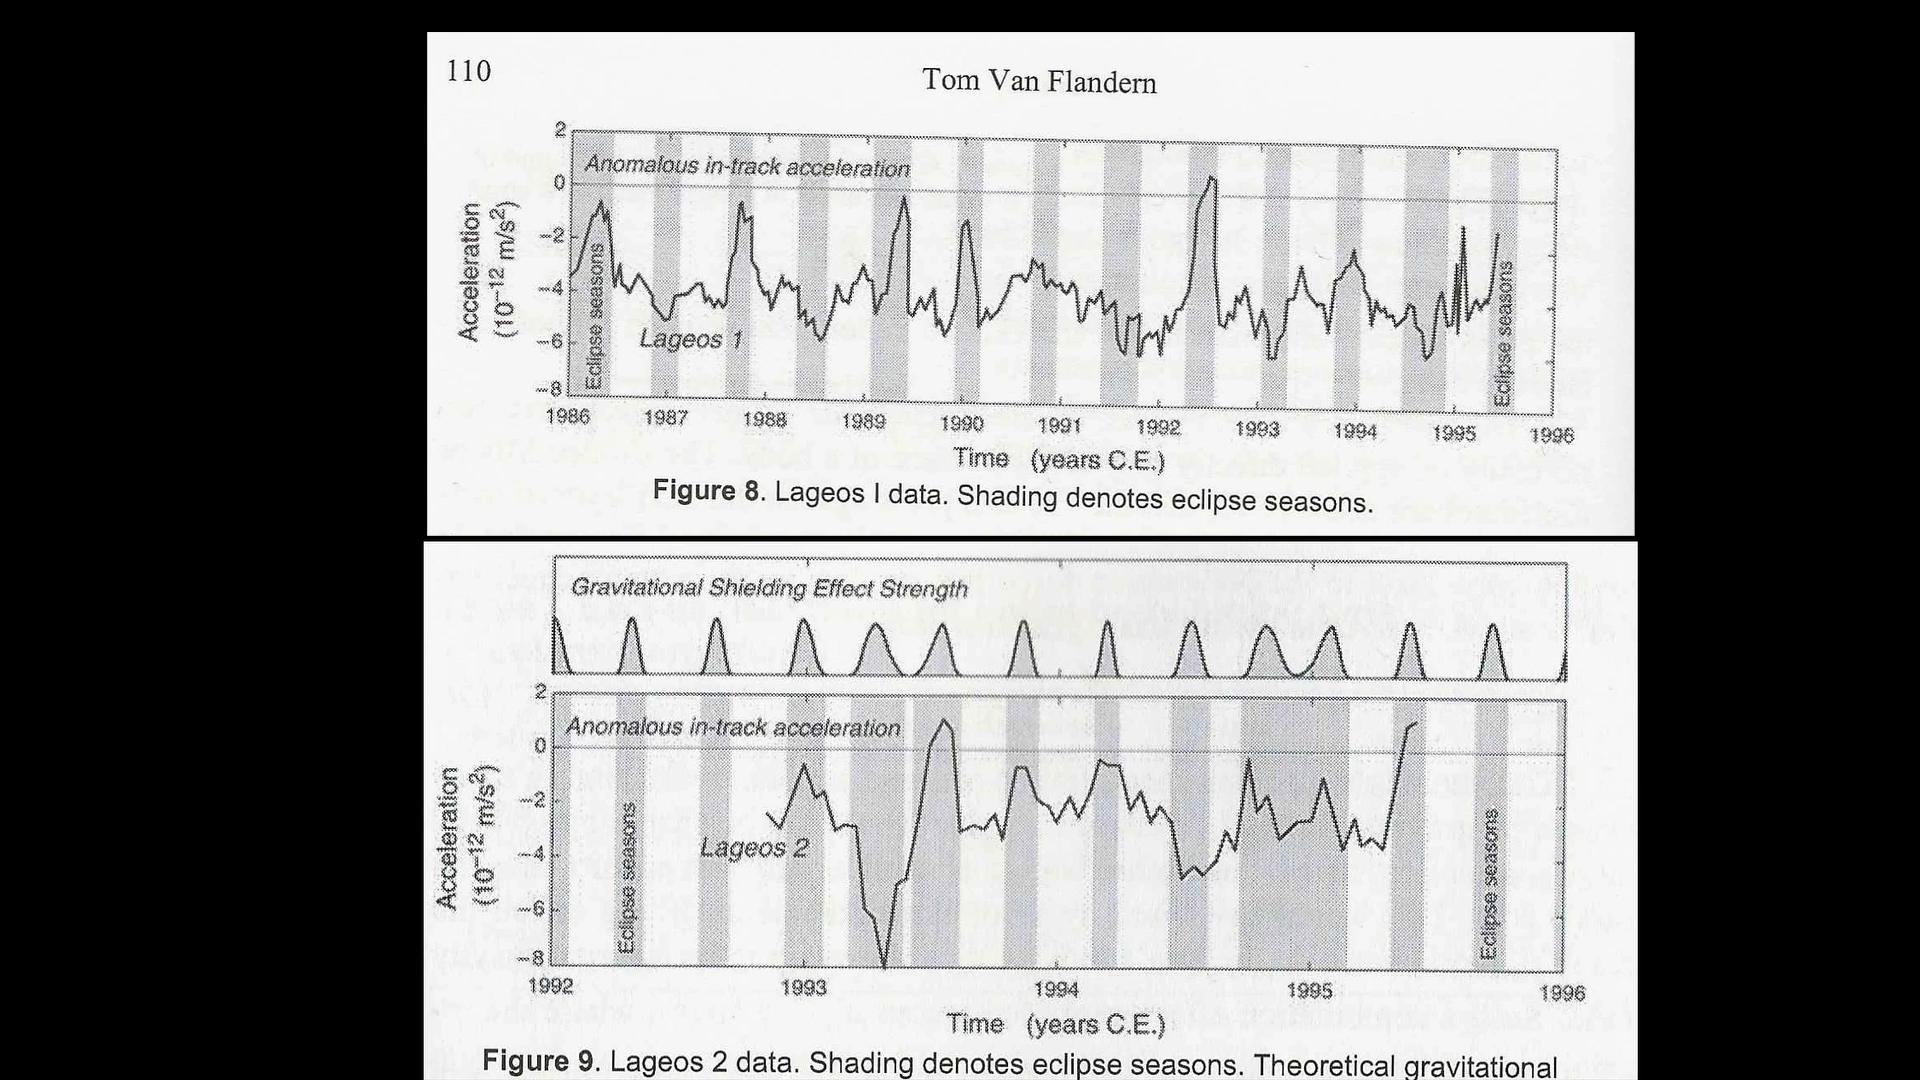 110
Tom Van Flandern
2
0
−2
−4
−6
−8
Acceleration
(10⁻¹² m/s²)
Anomalous in-track acceleration
Eclipse seasons
Lageos 1
Eclipse seasons
1986 1987 1988 1989 1990 1991 1992 1993 1994 1995 1996
Time (years C.E.)
Figure 8. Lageos I data. Shading denotes eclipse seasons.
Gravitational Shielding Effect Strength
2
0
−2
−4
−6
−8
Acceleration
(10⁻¹² m/s²)
Anomalous in-track acceleration
Eclipse seasons
Lageos 2
Eclipse seasons
1992 1993 1994 1995 1996
Time (years C.E.)
Figure 9. Lageos 2 data. Shading denotes eclipse seasons. Theoretical gravitational